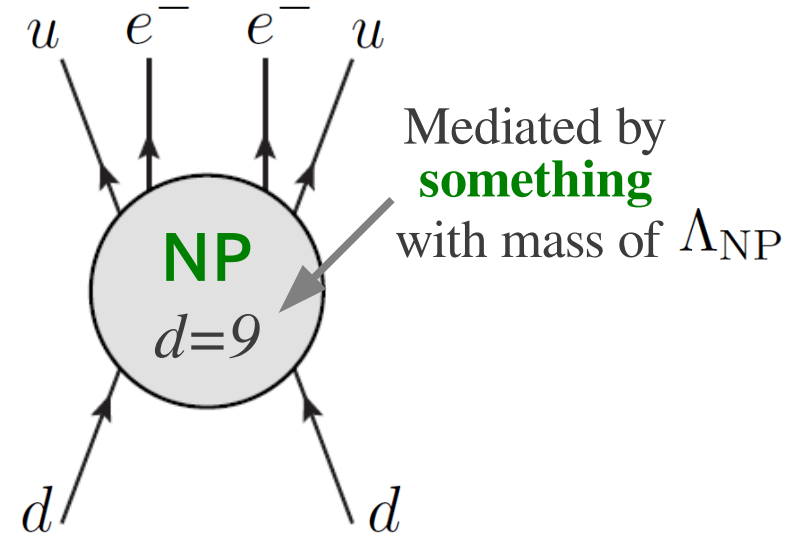 u e⁻ e⁻ u
Mediated by
something
with mass of Λ_NP
NP
d=9
d d